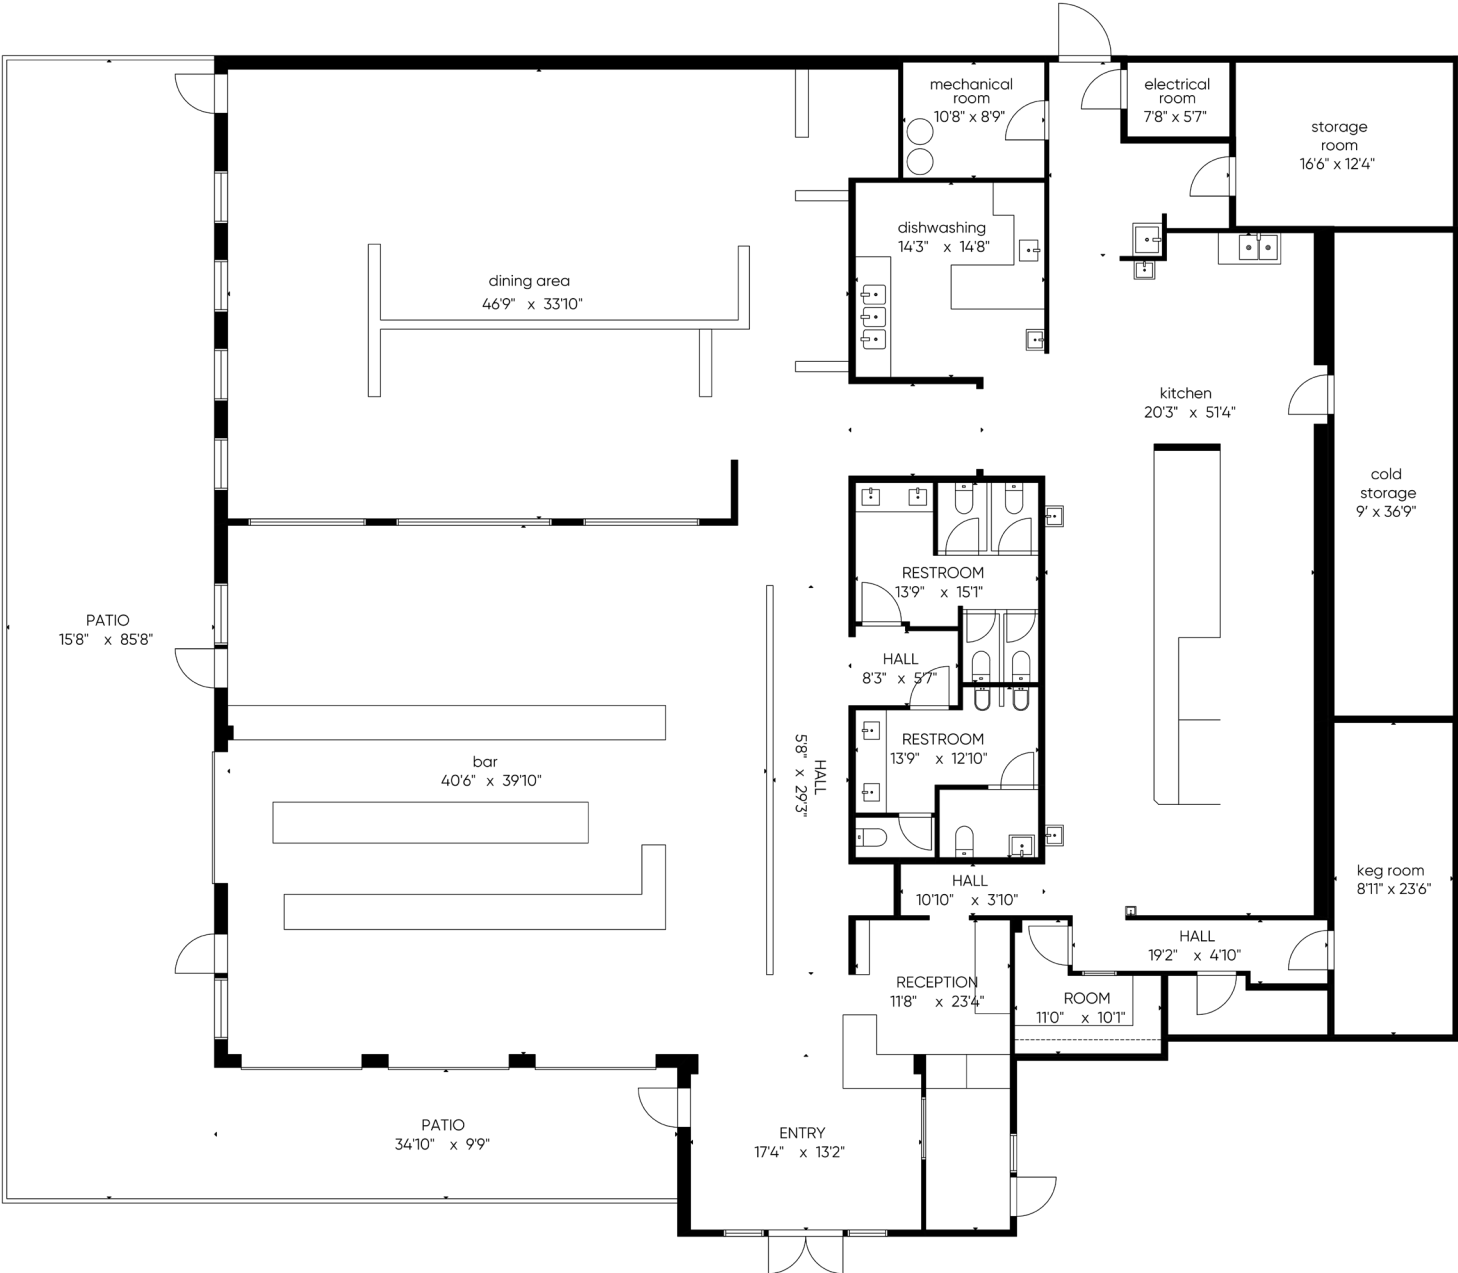 mechanical
room
10'8" x 8'9"
electrical
room
7'8" x 5'7"
storage
room
16'6" x 12'4"
dishwashing
14'3" x 14'8"
dining area
46'9" x 33'10"
kitchen
20'3" x 51'4"
cold
storage
9' x 36'9"
RESTROOM
13'9" x 15'1"
PATIO
15'8" x 85'8"
HALL
8'3" x 5'7"
RESTROOM
13'9" x 12'10"
bar
40'6" x 39'10"
HALL
5'8" x 29'3"
HALL
10'10" x 3'10"
keg room
8'11" x 23'6"
HALL
19'2" x 4'10"
RECEPTION
11'8" x 23'4"
ROOM
11'0" x 10'1"
PATIO
34'10" x 9'9"
ENTRY
17'4" x 13'2"